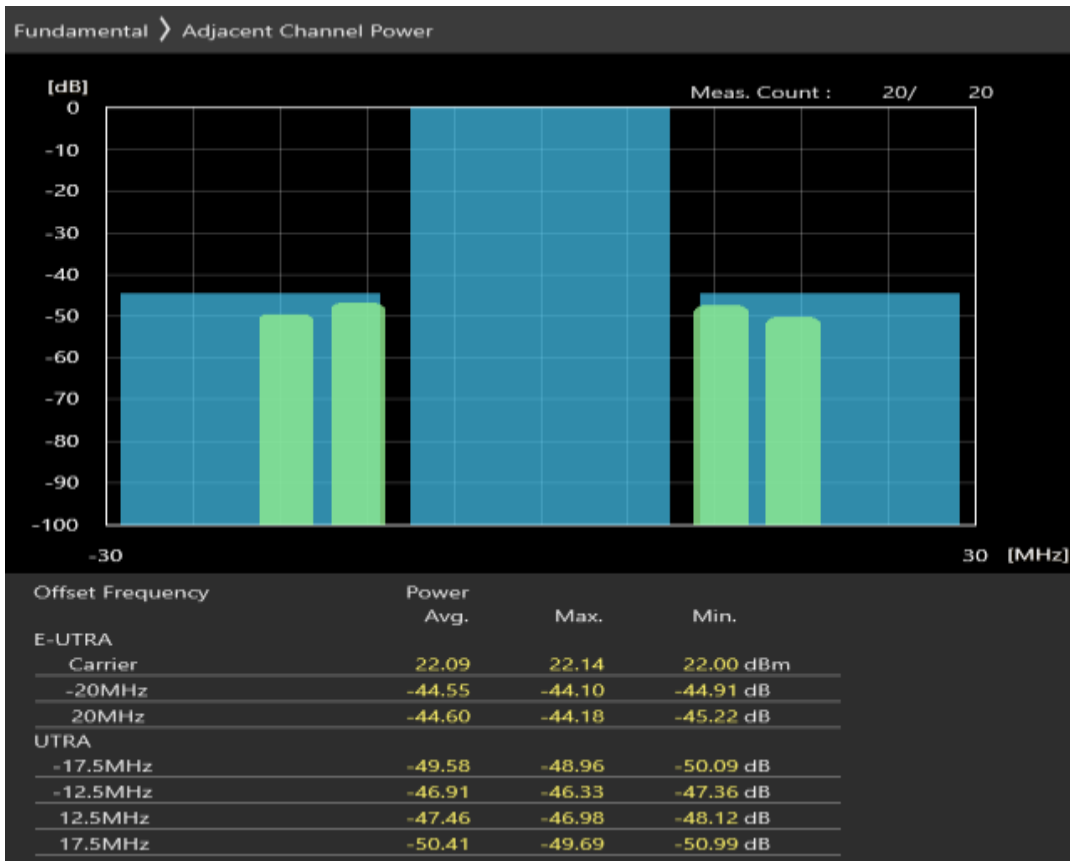 Fundamental ❯ Adjacent Channel Power
[dB]
Meas. Count : 20/ 20
0
-10
-20
-30
-40
-50
-60
-70
-80
-90
-100
-30 30 [MHz]
Offset Frequency Power
Avg. Max. Min.
E-UTRA
Carrier 22.09 22.14 22.00 dBm
-20MHz -44.55 -44.10 -44.91 dB
20MHz -44.60 -44.18 -45.22 dB
UTRA
-17.5MHz -49.58 -48.96 -50.09 dB
-12.5MHz -46.91 -46.33 -47.36 dB
12.5MHz -47.46 -46.98 -48.12 dB
17.5MHz -50.41 -49.69 -50.99 dB